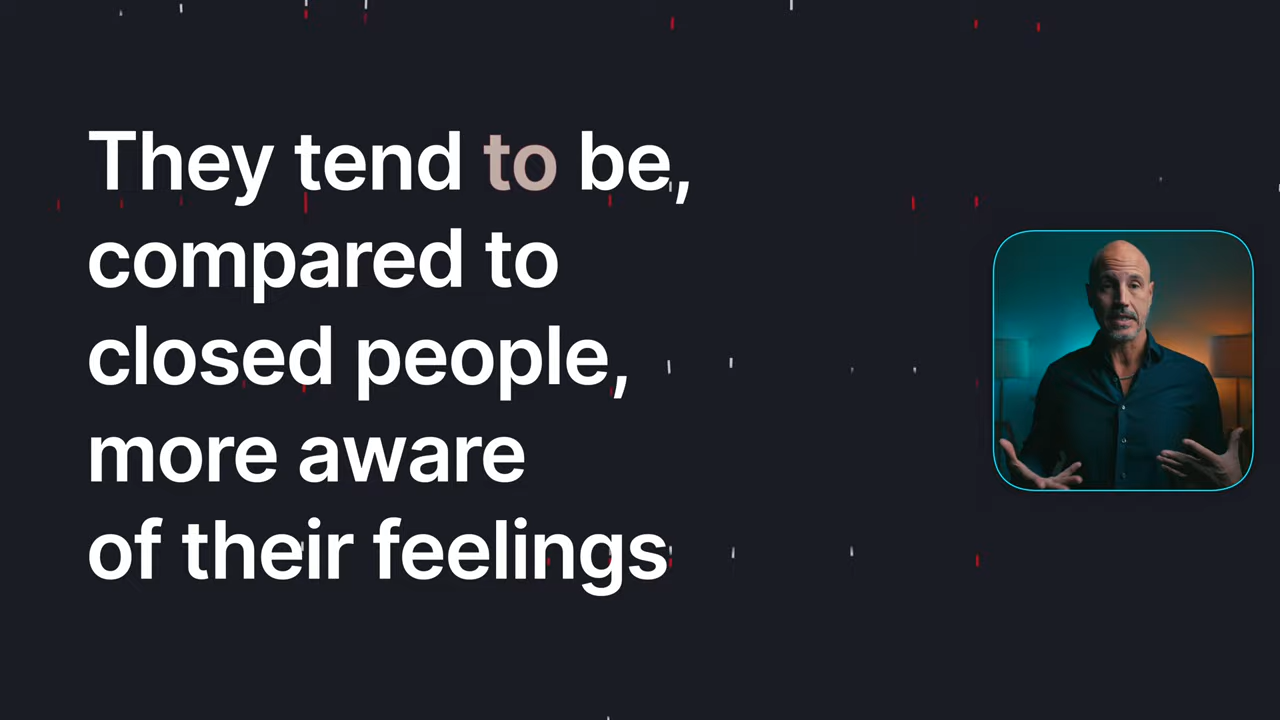 They tend to be,
compared to
closed people,
more aware
of their feelings